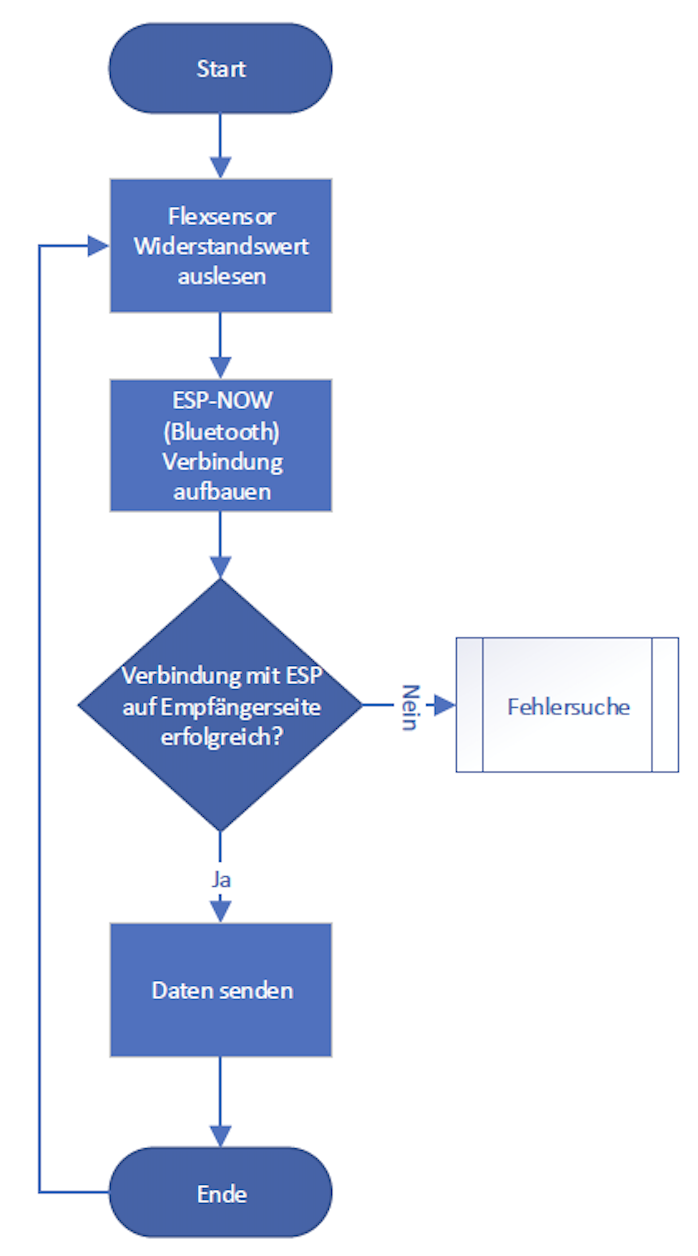 Start
Flexsensor
Widerstandswert
auslesen
ESP-NOW
(Bluetooth)
Verbindung
aufbauen
Verbindung mit ESP
auf Empfängerseite
erfolgreich?
Nein
Fehlersuche
Ja
Daten senden
Ende